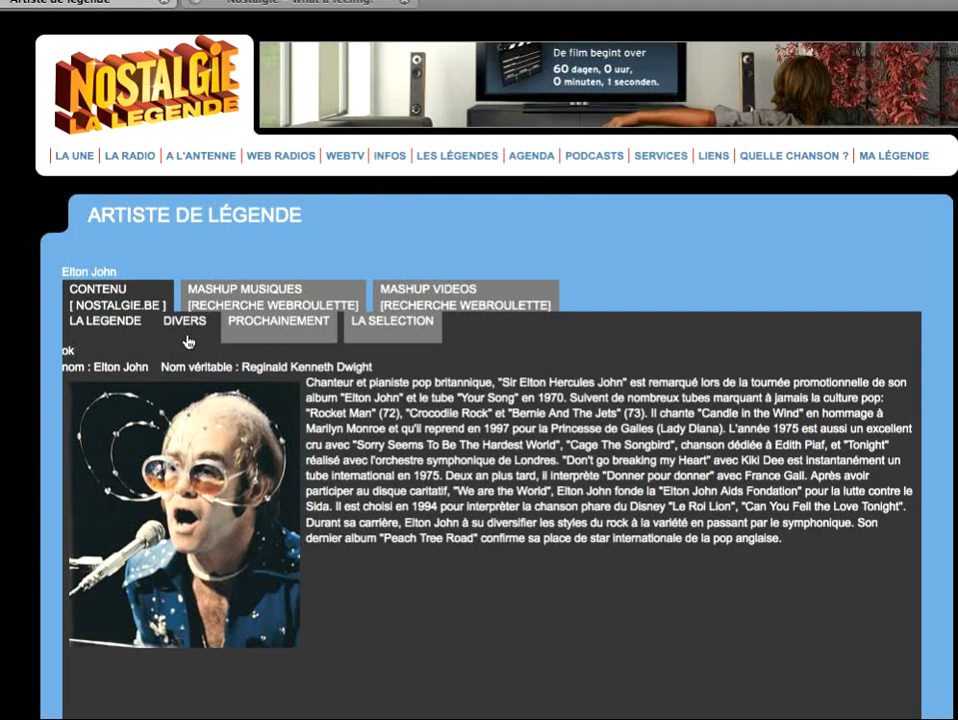 Artiste de légende
Nostalgie - What a feeling!
NOSTALGIE
LA LEGENDE
De film begint over
60 dagen, 0 uur,
0 minuten, 1 seconden.
LA UNE | LA RADIO | A L'ANTENNE | WEB RADIOS | WEBTV | INFOS | LES LÉGENDES | AGENDA | PODCASTS | SERVICES | LIENS | QUELLE CHANSON ? | MA LÉGENDE
ARTISTE DE LÉGENDE
Elton John
CONTENU MASHUP MUSIQUES MASHUP VIDEOS
[ NOSTALGIE.BE ] [RECHERCHE WEBROULETTE] [RECHERCHE WEBROULETTE]
LA LEGENDE DIVERS PROCHAINEMENT LA SELECTION
ok
nom : Elton John Nom véritable : Reginald Kenneth Dwight
Chanteur et pianiste pop britannique, "Sir Elton Hercules John" est remarqué lors de la tournée promotionnelle de son
album "Elton John" et le tube "Your Song" en 1970. Suivent de nombreux tubes marquant à jamais la culture pop:
"Rocket Man" (72), "Crocodile Rock" et "Bernie And The Jets" (73). Il chante "Candle in the Wind" en hommage à
Marilyn Monroe et qu'il reprend en 1997 pour la Princesse de Galles (Lady Diana). L'année 1975 est aussi un excellent
cru avec "Sorry Seems To Be The Hardest World", "Cage The Songbird", chanson dédiée à Edith Piaf, et "Tonight"
réalisé avec l'orchestre symphonique de Londres. "Don't go breaking my Heart" avec Kiki Dee est instantanément un
tube international en 1975. Deux an plus tard, il interprète "Donner pour donner" avec France Gall. Après avoir
participer au disque caritatif, "We are the World", Elton John fonde la "Elton John Aids Fondation" pour la lutte contre le
Sida. Il est choisi en 1994 pour interprèter la chanson phare du Disney "Le Roi Lion", "Can You Fell the Love Tonight".
Durant sa carrière, Elton John à su diversifier les styles du rock à la variété en passant par le symphonique. Son
dernier album "Peach Tree Road" confirme sa place de star internationale de la pop anglaise.